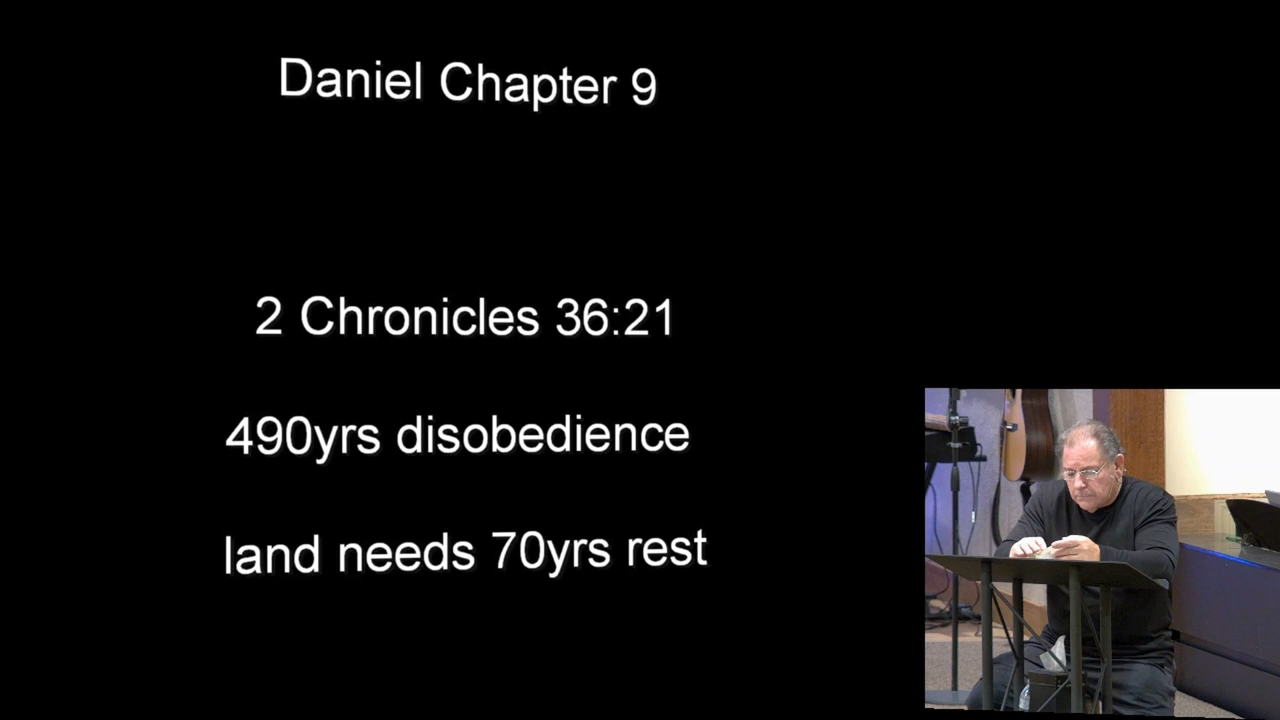 Daniel Chapter 9
2 Chronicles 36:21
490yrs disobedience
land needs 70yrs rest